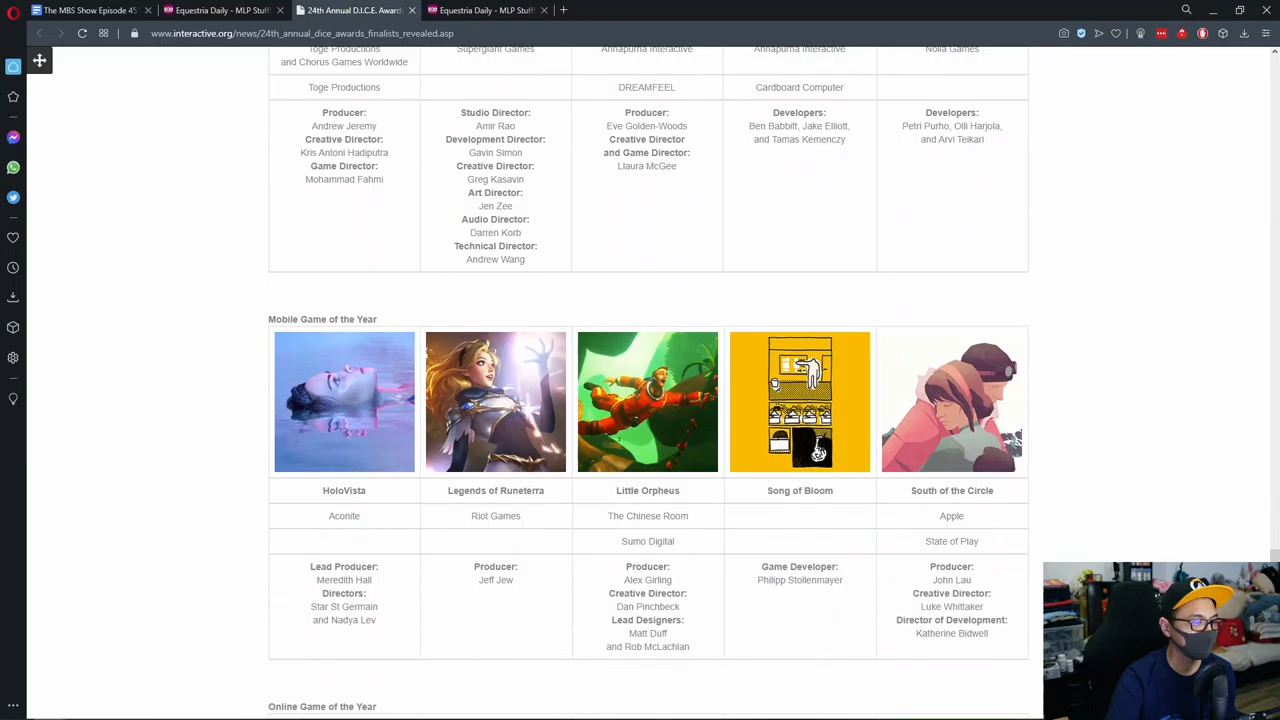 The MBS Show Episode 45
Equestria Daily - MLP Stuff
24th Annual D.I.C.E. Awards
Equestria Daily - MLP Stuff
www.interactive.org/news/24th_annual_dice_awards_finalists_revealed.asp
Toge Productions Supergiant Games Annapurna Interactive Annapurna Interactive Nolla Games
and Chorus Games Worldwide
Toge Productions DREAMFEEL Cardboard Computer
Producer: Studio Director: Producer: Developers: Developers:
Andrew Jeremy Amir Rao Eve Golden-Woods Ben Babbitt, Jake Elliott, Petri Purho, Olli Harjola,
Creative Director: Development Director: Creative Director and Tamas Kemenczy and Arvi Teikari
Kris Antoni Hadiputra Gavin Simon and Game Director:
Game Director: Creative Director: Llaura McGee
Mohammad Fahmi Greg Kasavin
Art Director:
Jen Zee
Audio Director:
Darren Korb
Technical Director:
Andrew Wang
Mobile Game of the Year
HoloVista Legends of Runeterra Little Orpheus Song of Bloom South of the Circle
Aconite Riot Games The Chinese Room Apple
Sumo Digital State of Play
Lead Producer: Producer: Producer: Game Developer: Producer:
Meredith Hall Jeff Jew Alex Girling Philipp Stollenmayer John Lau
Directors: Creative Director: Creative Director:
Star St Germain Dan Pinchbeck Luke Whittaker
and Nadya Lev Lead Designers: Director of Development:
Matt Duff Katherine Bidwell
and Rob McLachlan
Online Game of the Year